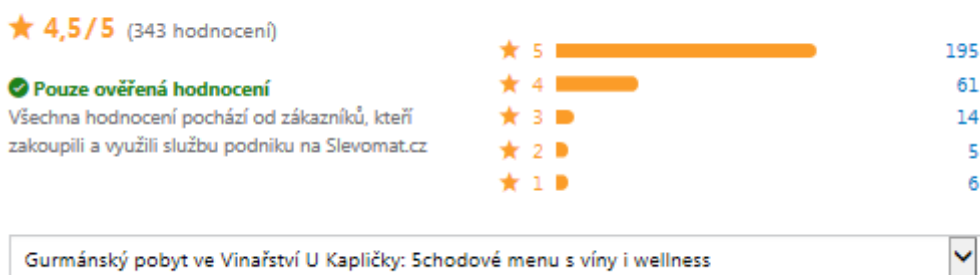 4,5/5 (343 hodnocení)
Pouze ověřená hodnocení
Všechna hodnocení pochází od zákazníků, kteří
zakoupili a využili službu podniku na Slevomat.cz
5 195
4 61
3 14
2 5
1 6
Gurmánský pobyt ve Vinařství U Kapličky: 5chodové menu s víny i wellness